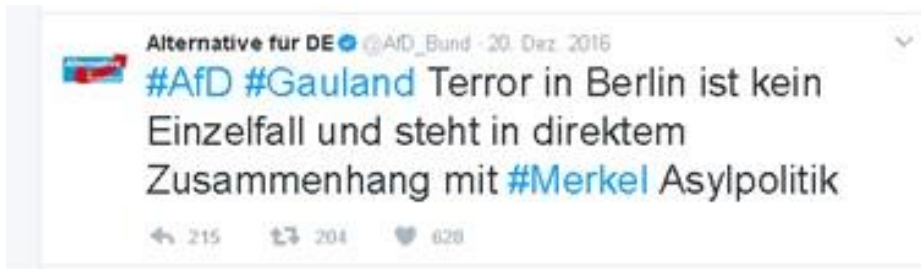 Alternative für DE @AfD_Bund · 20. Dez. 2016
#AfD #Gauland Terror in Berlin ist kein
Einzelfall und steht in direktem
Zusammenhang mit #Merkel Asylpolitik
215 204 628